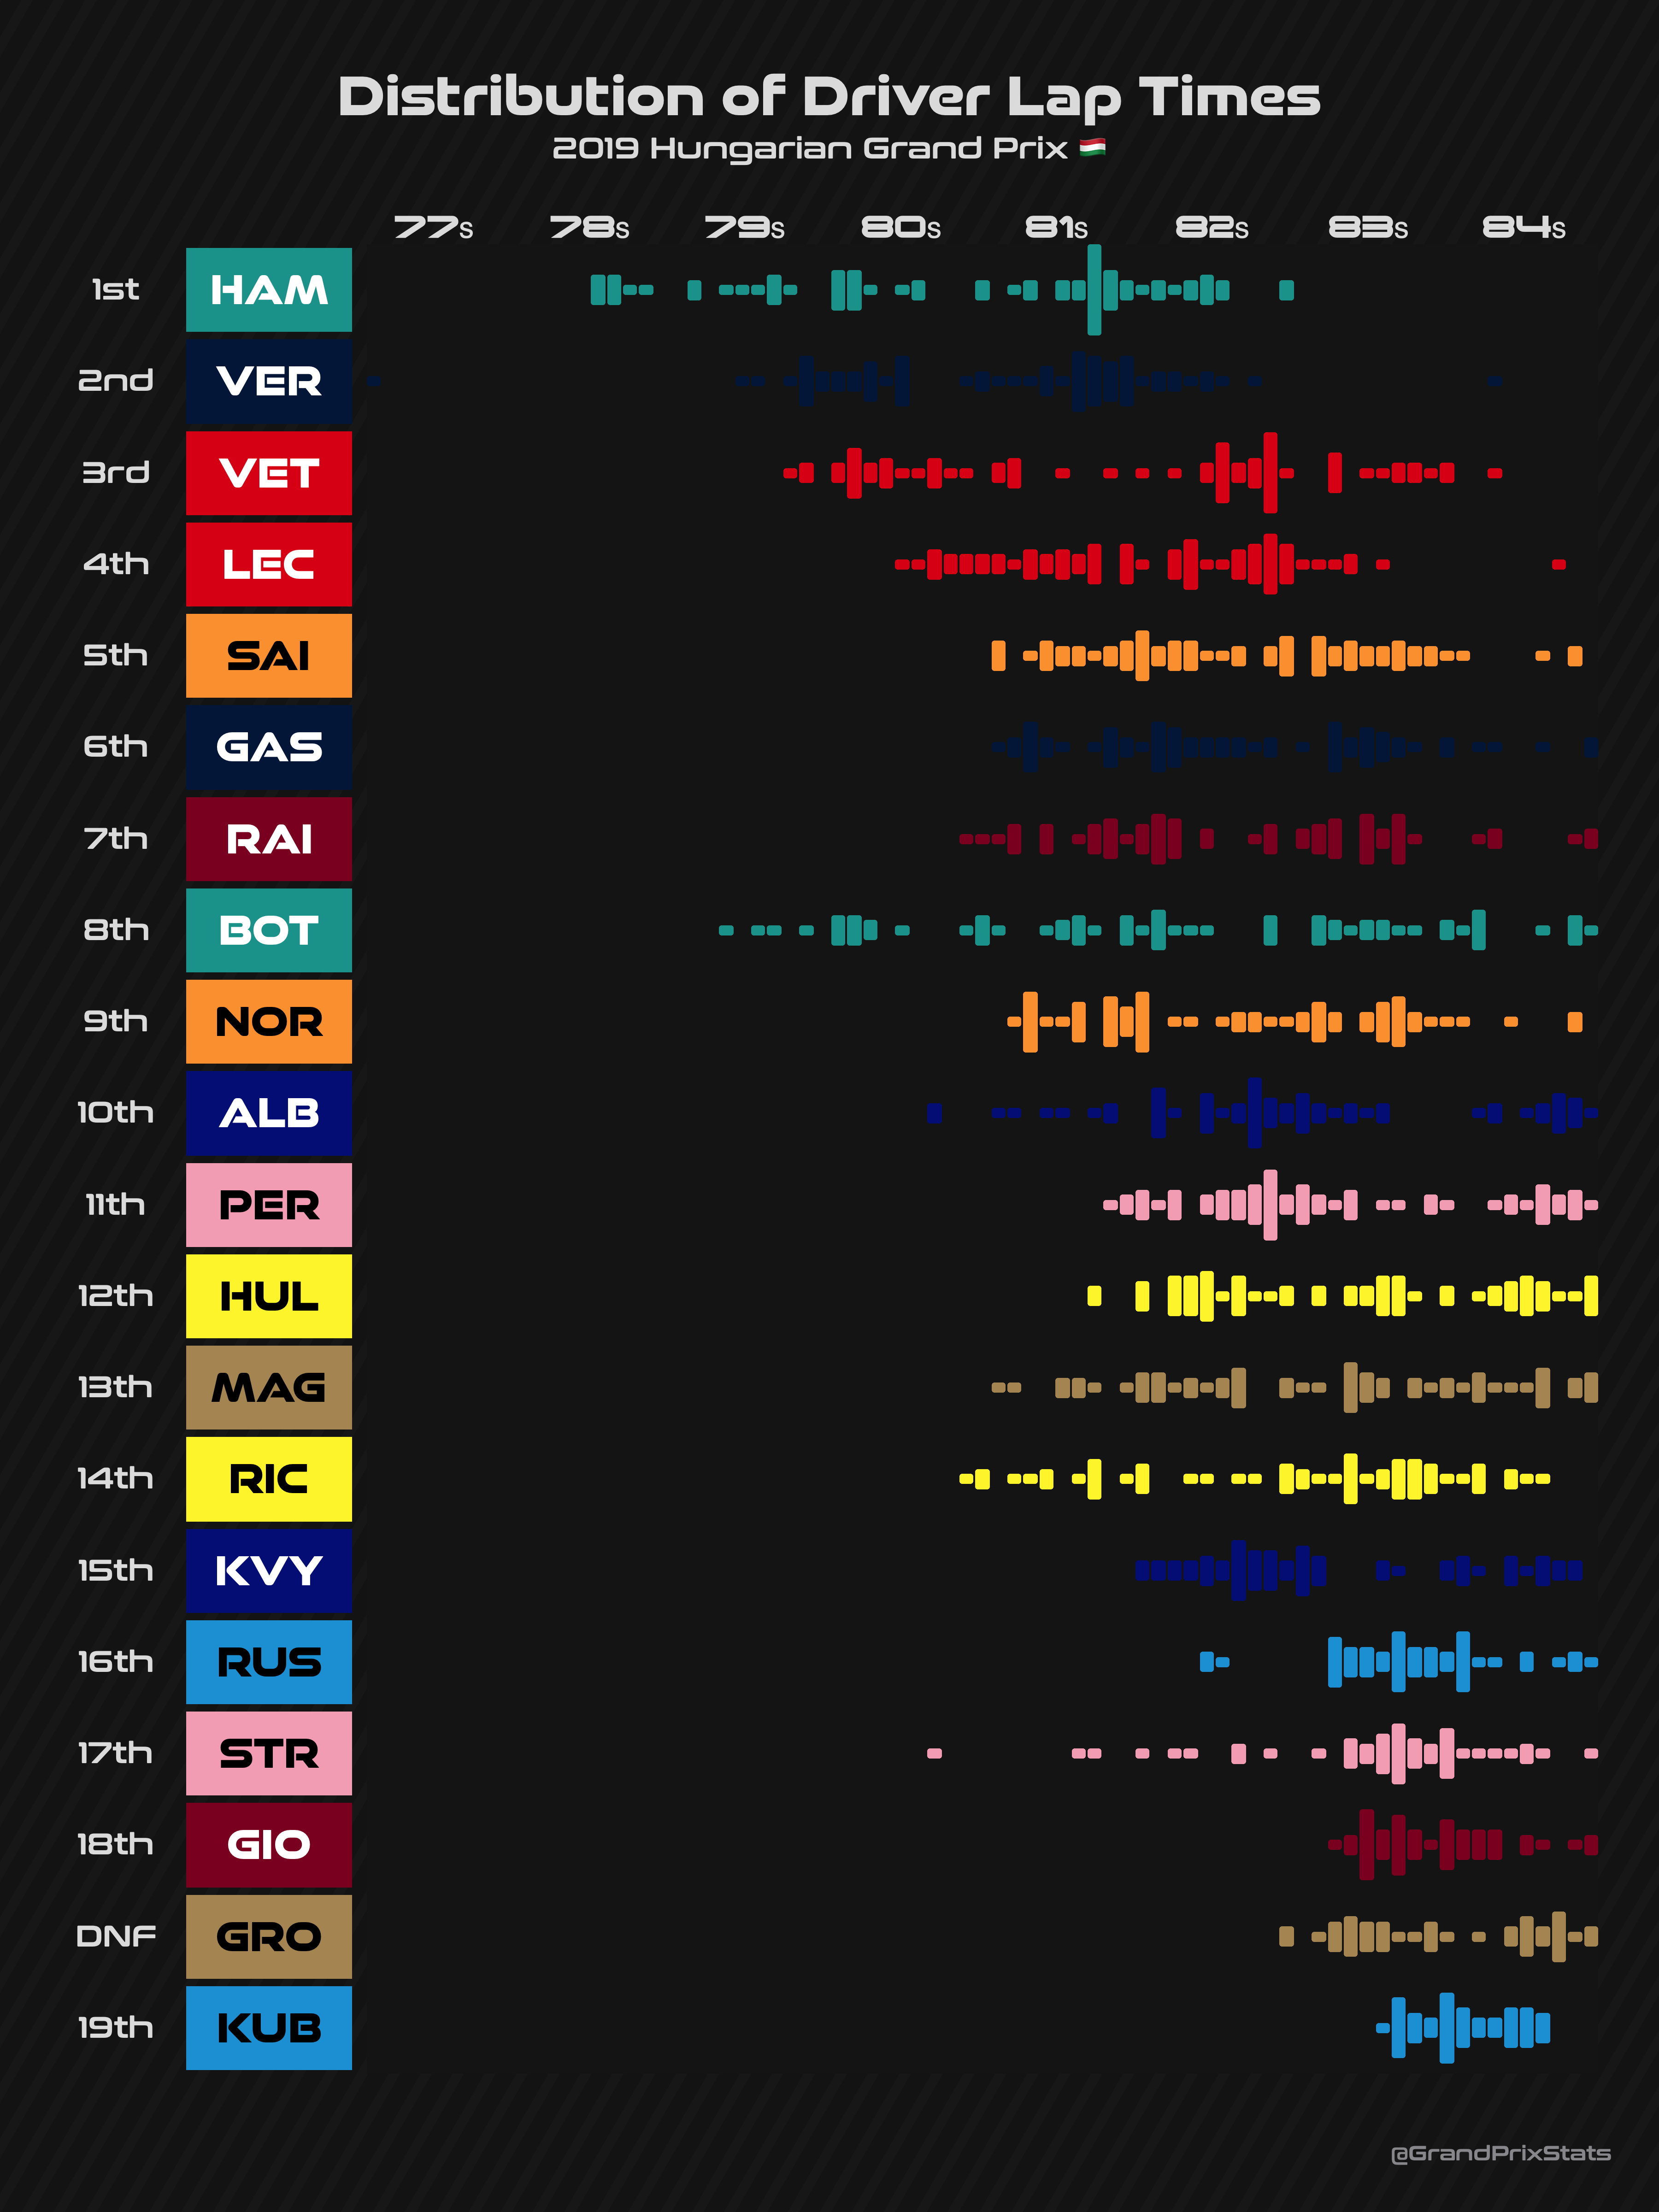 Distribution of Driver Lap Times
2019 Hungarian Grand Prix 🇭🇺
77s 78s 79s 80s 81s 82s 83s 84s
1st HAM
2nd VER
3rd VET
4th LEC
5th SAI
6th GAS
7th RAI
8th BOT
9th NOR
10th ALB
11th PER
12th HUL
13th MAG
14th RIC
15th KVY
16th RUS
17th STR
18th GIO
DNF GRO
19th KUB
@GrandPrixStats